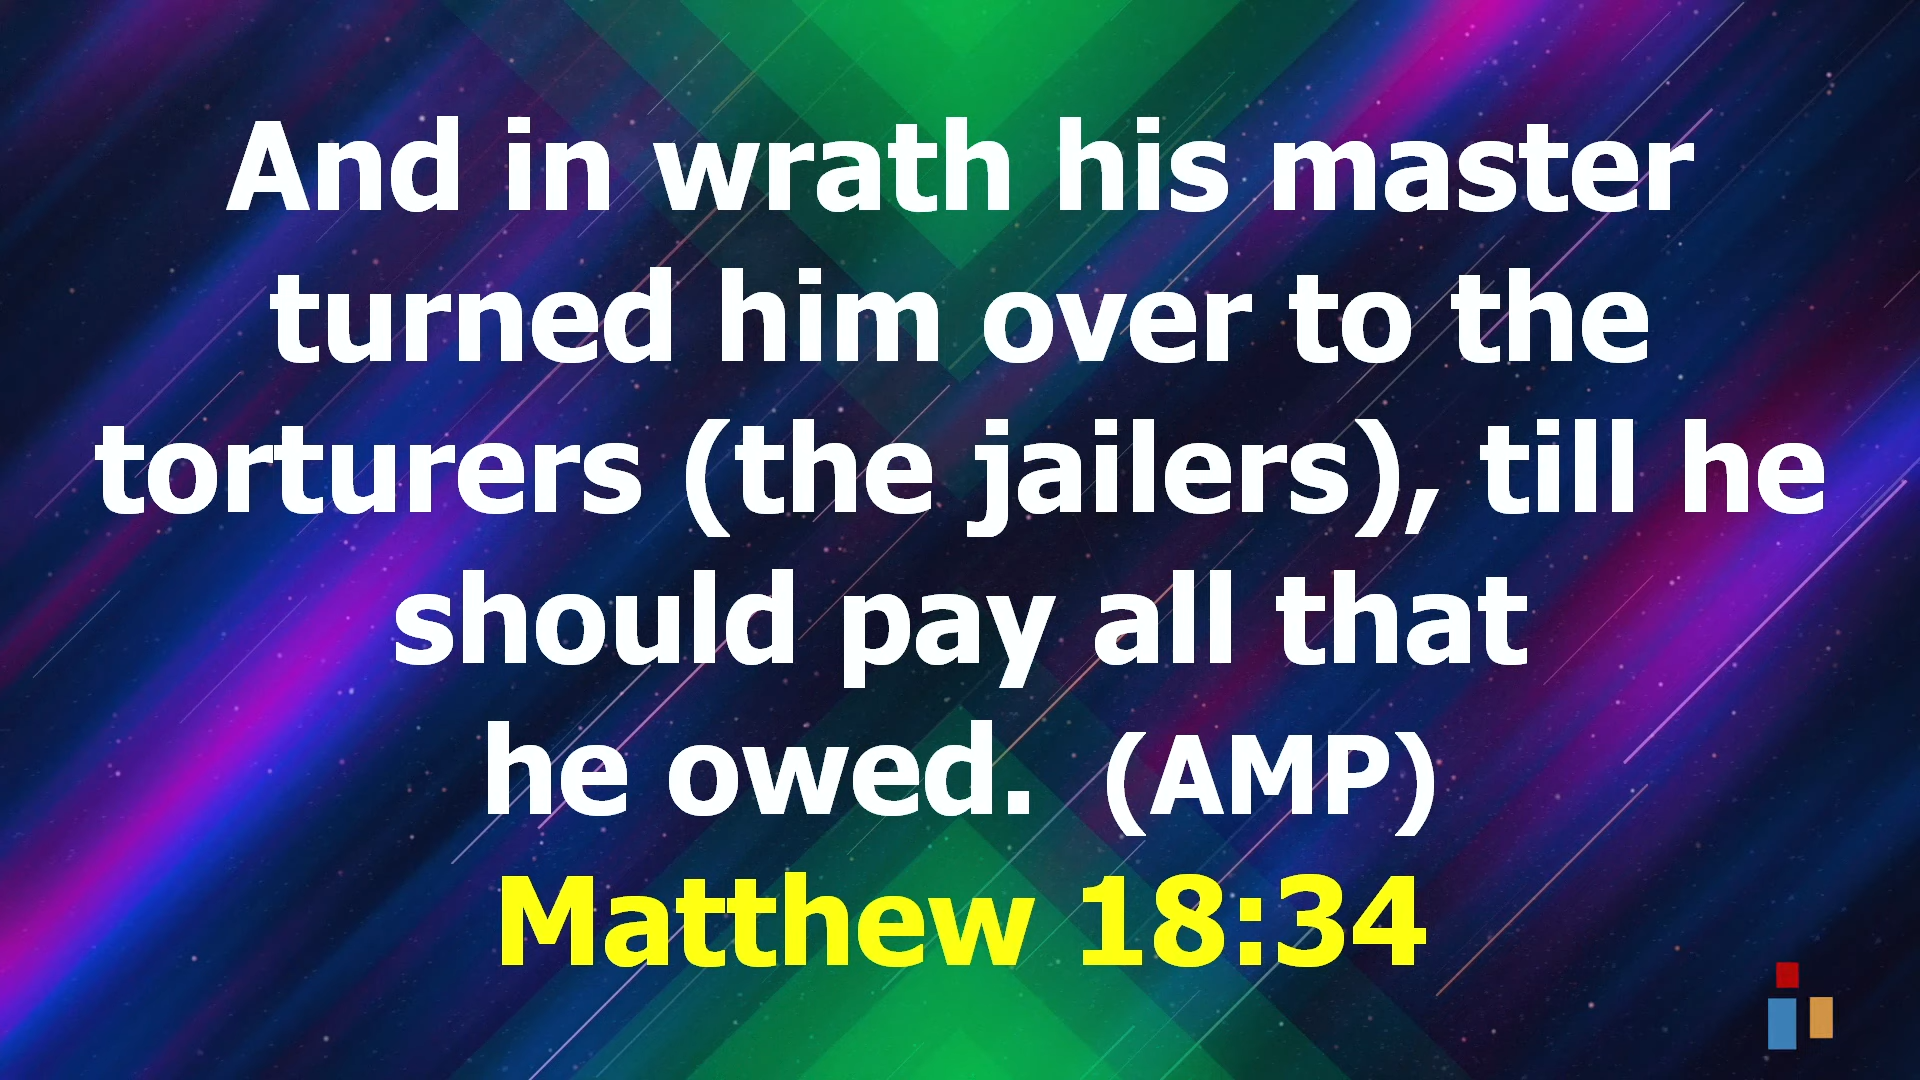 And in wrath his master
turned him over to the
torturers (the jailers), till he
should pay all that
he owed.  (AMP)
Matthew 18:34